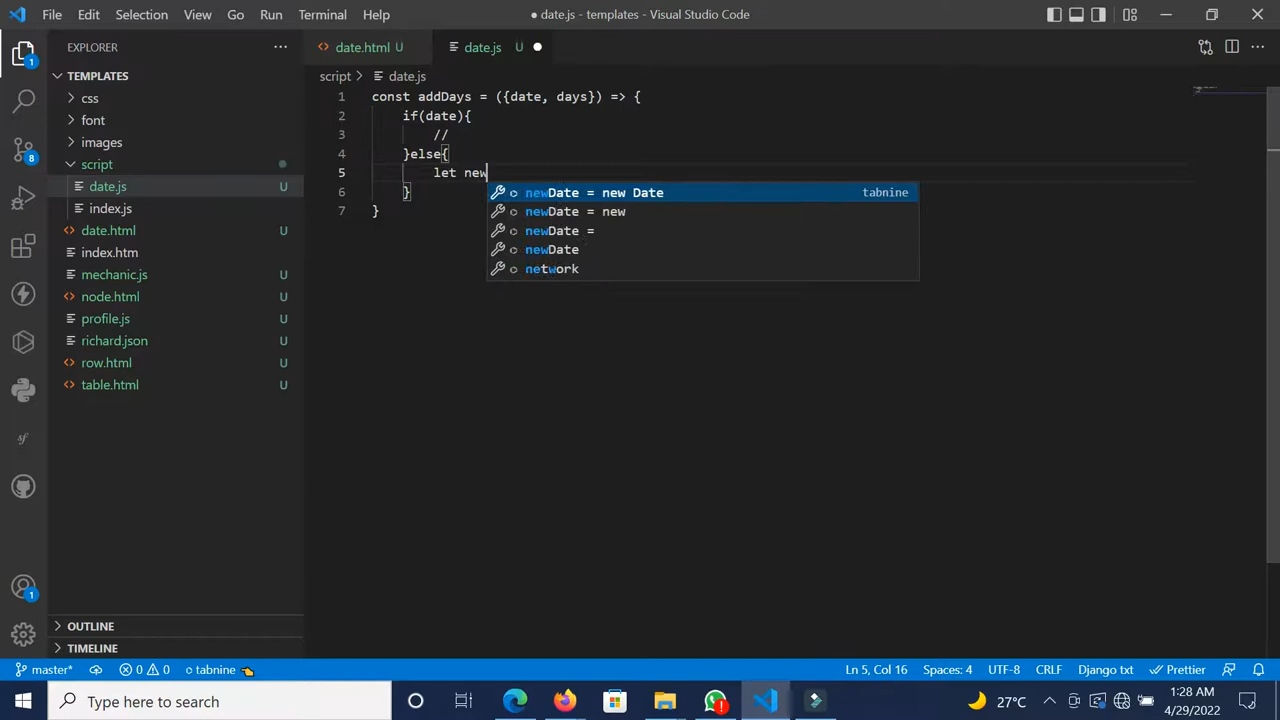 File Edit Selection View Go Run Terminal Help
● date.js - templates - Visual Studio Code
EXPLORER
TEMPLATES
css
font
images
script
date.js U
index.js U
date.html U
index.htm
mechanic.js U
node.html U
profile.js U
richard.json U
row.html U
table.html U
OUTLINE
TIMELINE
1
8
1
date.html U
date.js U
script > date.js
1 const addDays = ({date, days}) => {
2 if(date){
3 //
4 }else{
5 let new
6 }
7 }
newDate = new Date tabnine
newDate = new
newDate =
newDate
network
master* 0 0 tabnine
Ln 5, Col 16 Spaces: 4 UTF-8 CRLF Django txt Prettier
Type here to search
27°C
1:28 AM
4/29/2022